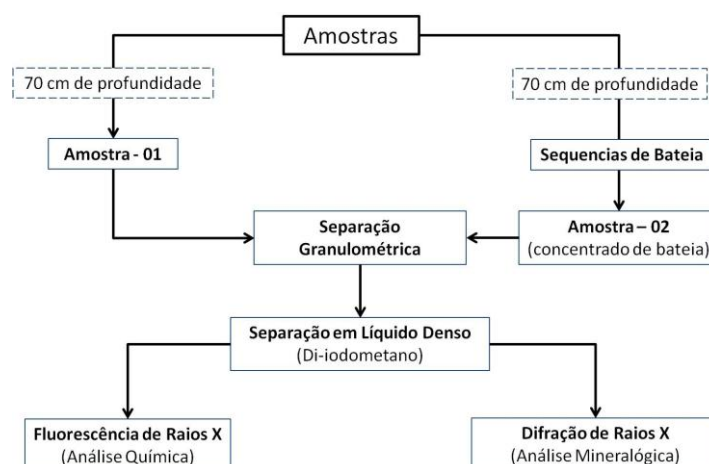 Amostras
70 cm de profundidade
70 cm de profundidade
Amostra - 01
Sequencias de Bateia
Separação
Granulométrica
Amostra – 02
(concentrado de bateia)
Separação em Líquido Denso
(Di-iodometano)
Fluorescência de Raios X
(Análise Química)
Difração de Raios X
(Análise Mineralógica)